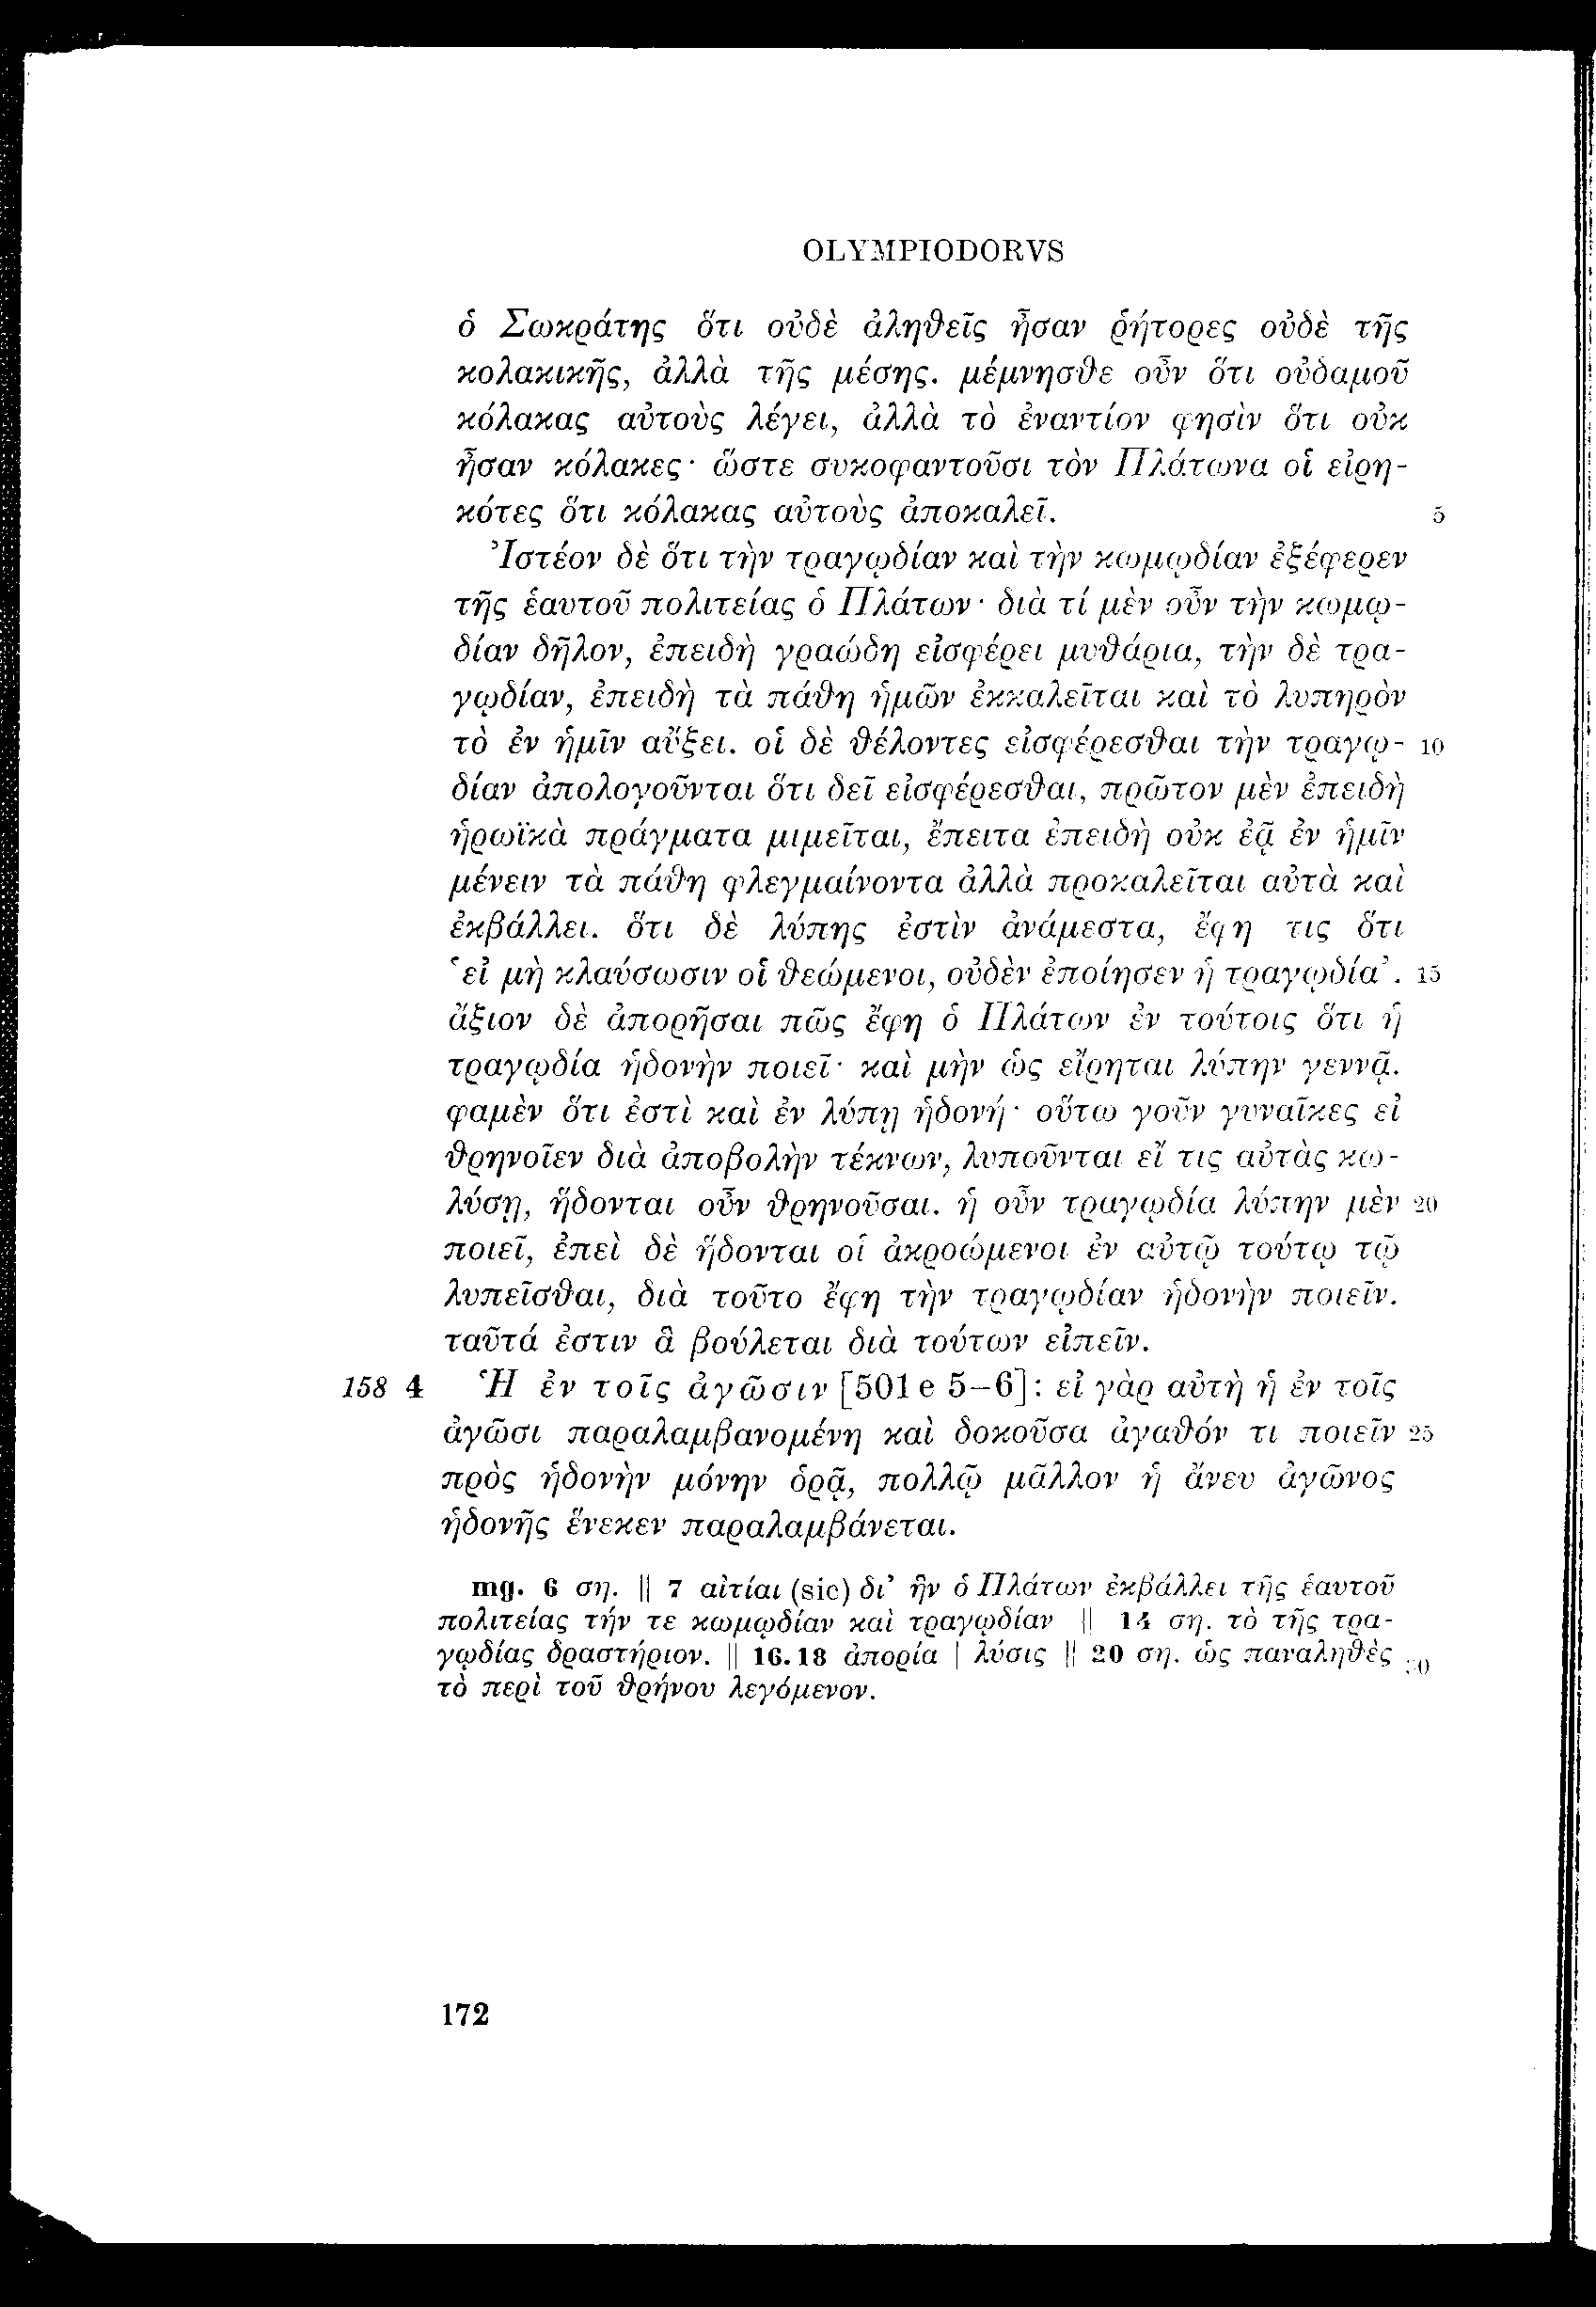 OLYMPIODORVS
ὁ Σωκράτης ὅτι οὐδὲ ἀληθεῖς ἦσαν ῥήτορες οὐδὲ τῆς
κολακικῆς, ἀλλὰ τῆς μέσης. μέμνησθε οὖν ὅτι οὐδαμοῦ
κόλακας αὐτοὺς λέγει, ἀλλὰ τὸ ἐναντίον φησὶν ὅτι οὐκ
ἦσαν κόλακες· ὥστε συκοφαντοῦσι τὸν Πλάτωνα οἱ εἰρη-
κότες ὅτι κόλακας αὐτοὺς ἀποκαλεῖ. 5
Ἰστέον δὲ ὅτι τὴν τραγῳδίαν καὶ τὴν κωμῳδίαν ἐξέφερεν
τῆς ἑαυτοῦ πολιτείας ὁ Πλάτων· διὰ τί μὲν οὖν τὴν κωμῳ-
δίαν δῆλον, ἐπειδὴ γραώδη εἰσφέρει μυθάρια, τὴν δὲ τρα-
γῳδίαν, ἐπειδὴ τὰ πάθη ἡμῶν ἐκκαλεῖται καὶ τὸ λυπηρὸν
τὸ ἐν ἡμῖν αὔξει. οἱ δὲ θέλοντες εἰσφέρεσθαι τὴν τραγῳ- 10
δίαν ἀπολογοῦνται ὅτι δεῖ εἰσφέρεσθαι, πρῶτον μὲν ἐπειδὴ
ἡρωϊκὰ πράγματα μιμεῖται, ἔπειτα ἐπειδὴ οὐκ ἐᾷ ἐν ἡμῖν
μένειν τὰ πάθη φλεγμαίνοντα ἀλλὰ προκαλεῖται αὐτὰ καὶ
ἐκβάλλει. ὅτι δὲ λύπης ἐστὶν ἀνάμεστα, ἔφη τις ὅτι
‘εἰ μὴ κλαύσωσιν οἱ θεώμενοι, οὐδὲν ἐποίησεν ἡ τραγῳδία’. 15
ἄξιον δὲ ἀπορῆσαι πῶς ἔφη ὁ Πλάτων ἐν τούτοις ὅτι ἡ
τραγῳδία ἡδονὴν ποιεῖ· καὶ μὴν ὡς εἴρηται λύπην γεννᾷ.
φαμὲν ὅτι ἐστὶ καὶ ἐν λύπῃ ἡδονή· οὕτω γοῦν γυναῖκες εἰ
θρηνοῖεν διὰ ἀποβολὴν τέκνων, λυποῦνται εἴ τις αὐτὰς κω-
λύσῃ, ἥδονται οὖν θρηνοῦσαι. ἡ οὖν τραγῳδία λύπην μὲν 20
ποιεῖ, ἐπεὶ δὲ ἥδονται οἱ ἀκροώμενοι ἐν αὐτῷ τούτῳ τῷ
λυπεῖσθαι, διὰ τοῦτο ἔφη τὴν τραγῳδίαν ἡδονὴν ποιεῖν.
ταῦτά ἐστιν ἃ βούλεται διὰ τούτων εἰπεῖν.
158 4 Ἡ ἐν τοῖς ἀγῶσιν [501 e 5–6]: εἰ γὰρ αὐτὴ ἡ ἐν τοῖς
ἀγῶσι παραλαμβανομένη καὶ δοκοῦσα ἀγαθόν τι ποιεῖν 25
πρὸς ἡδονὴν μόνην ὁρᾷ, πολλῷ μᾶλλον ἡ ἄνευ ἀγῶνος
ἡδονῆς ἕνεκεν παραλαμβάνεται.
mg. 6 ση. || 7 αἰτίαι (sic) δι’ ἣν ὁ Πλάτων ἐκβάλλει τῆς ἑαυτοῦ
πολιτείας τήν τε κωμῳδίαν καὶ τραγῳδίαν || 14 ση. τὸ τῆς τρα-
γῳδίας δραστήριον. || 16. 18 ἀπορία | λύσις || 20 ση. ὡς παναληθὲς 30
τὸ περὶ τοῦ θρήνου λεγόμενον.
172